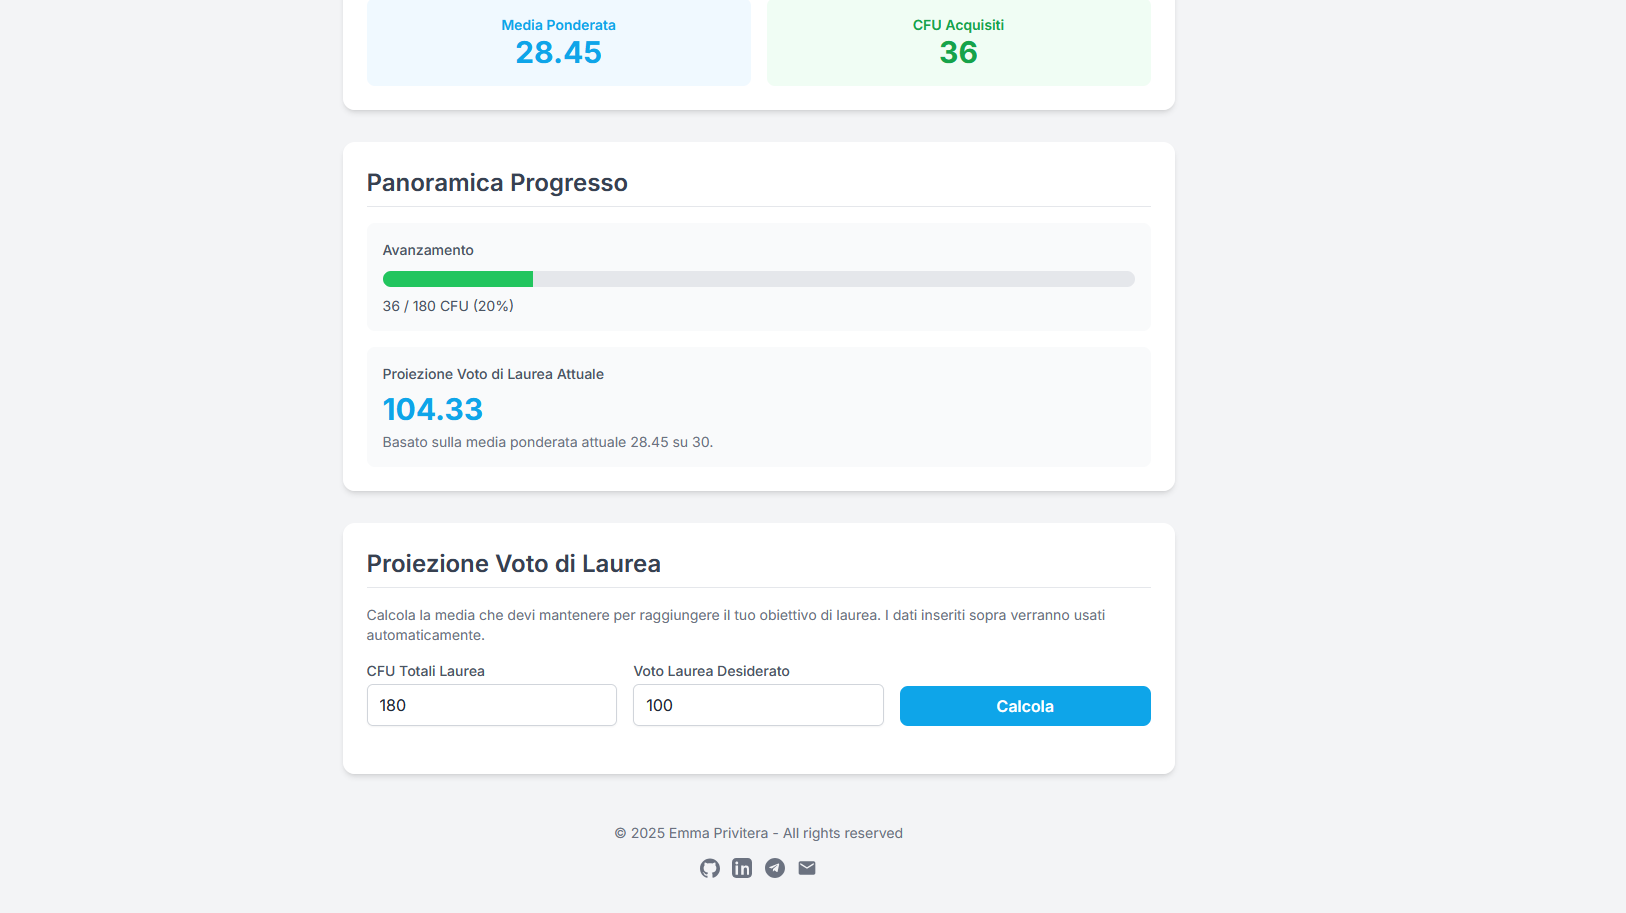 Media Ponderata
28.45
CFU Acquisiti
36
Panoramica Progresso
Avanzamento
36 / 180 CFU (20%)
Proiezione Voto di Laurea Attuale
104.33
Basato sulla media ponderata attuale 28.45 su 30.
Proiezione Voto di Laurea
Calcola la media che devi mantenere per raggiungere il tuo obiettivo di laurea. I dati inseriti sopra verranno usati
automaticamente.
CFU Totali Laurea
180
Voto Laurea Desiderato
100
Calcola
© 2025 Emma Privitera - All rights reserved
in